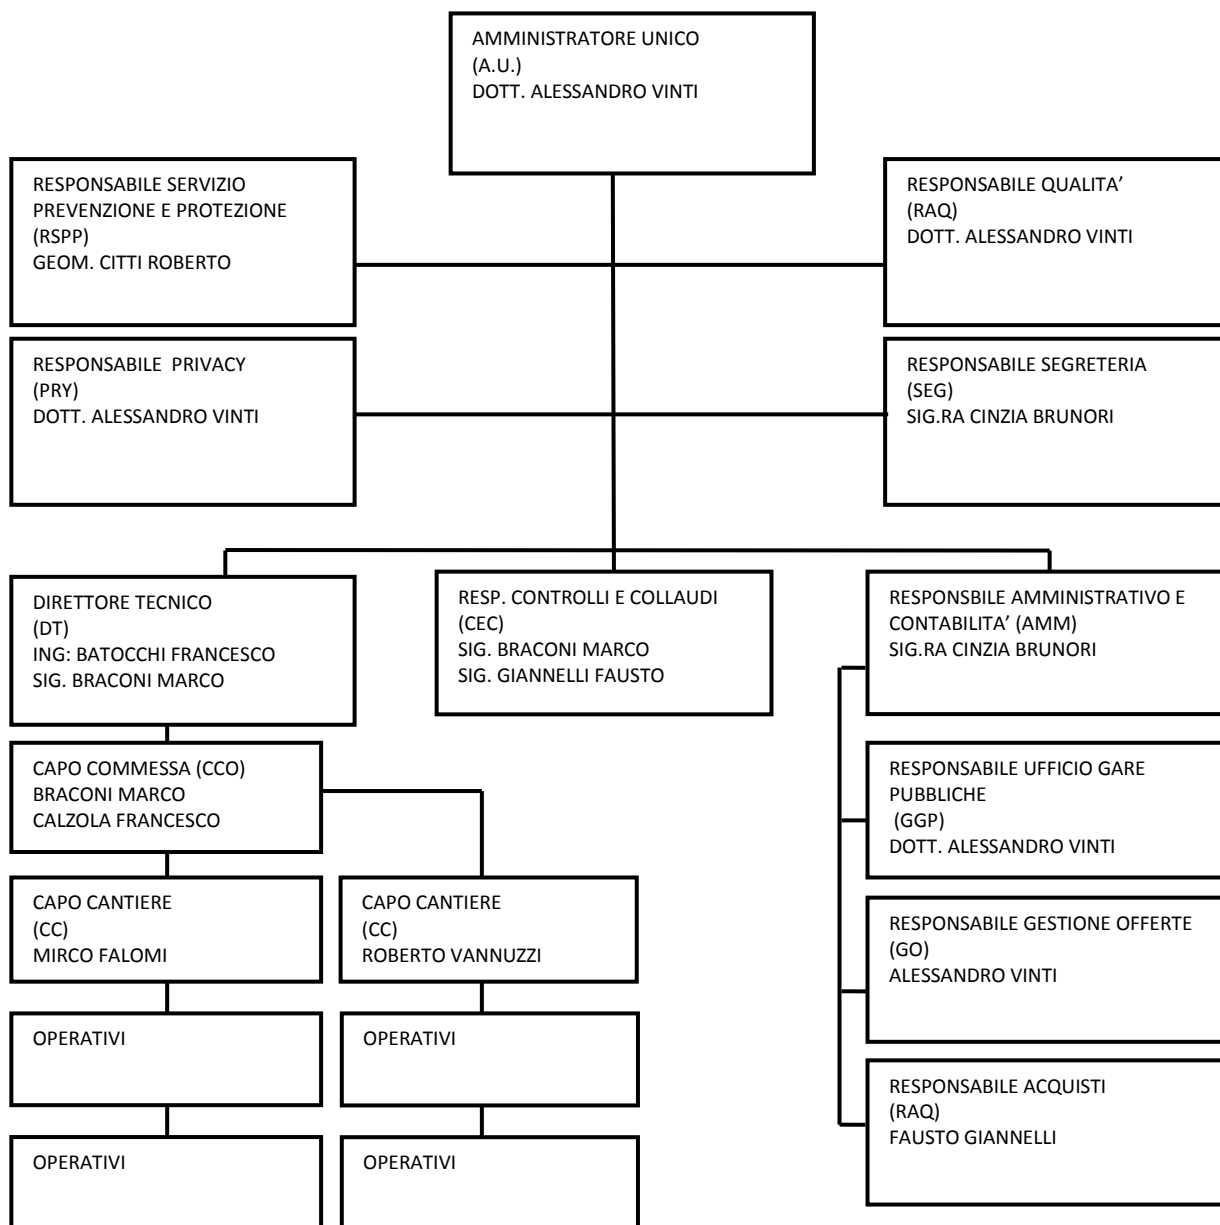 AMMINISTRATORE UNICO
(A.U.)
DOTT. ALESSANDRO VINTI
RESPONSABILE SERVIZIO
PREVENZIONE E PROTEZIONE
(RSPP)
GEOM. CITTI ROBERTO
RESPONSABILE QUALITA’
(RAQ)
DOTT. ALESSANDRO VINTI
RESPONSABILE PRIVACY
(PRY)
DOTT. ALESSANDRO VINTI
RESPONSABILE SEGRETERIA
(SEG)
SIG.RA CINZIA BRUNORI
DIRETTORE TECNICO
(DT)
ING: BATOCCHI FRANCESCO
SIG. BRACONI MARCO
RESP. CONTROLLI E COLLAUDI
(CEC)
SIG. BRACONI MARCO
SIG. GIANNELLI FAUSTO
RESPONSBILE AMMINISTRATIVO E
CONTABILITA’ (AMM)
SIG.RA CINZIA BRUNORI
CAPO COMMESSA (CCO)
BRACONI MARCO
CALZOLA FRANCESCO
RESPONSABILE UFFICIO GARE
PUBBLICHE
(GGP)
DOTT. ALESSANDRO VINTI
CAPO CANTIERE
(CC)
MIRCO FALOMI
CAPO CANTIERE
(CC)
ROBERTO VANNUZZI
RESPONSABILE GESTIONE OFFERTE
(GO)
ALESSANDRO VINTI
OPERATIVI
OPERATIVI
RESPONSABILE ACQUISTI
(RAQ)
FAUSTO GIANNELLI
OPERATIVI
OPERATIVI